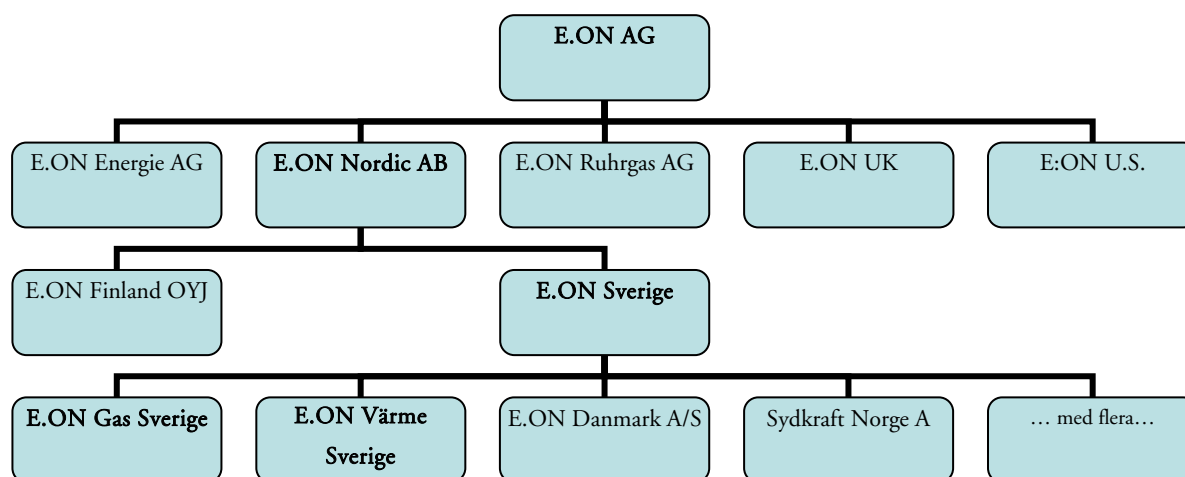 E.ON AG
E.ON Energie AG
E.ON Nordic AB
E.ON Ruhrgas AG
E.ON UK
E:ON U.S.
E.ON Finland OYJ
E.ON Sverige
E.ON Gas Sverige
E.ON Värme
Sverige
E.ON Danmark A/S
Sydkraft Norge A
… med flera…